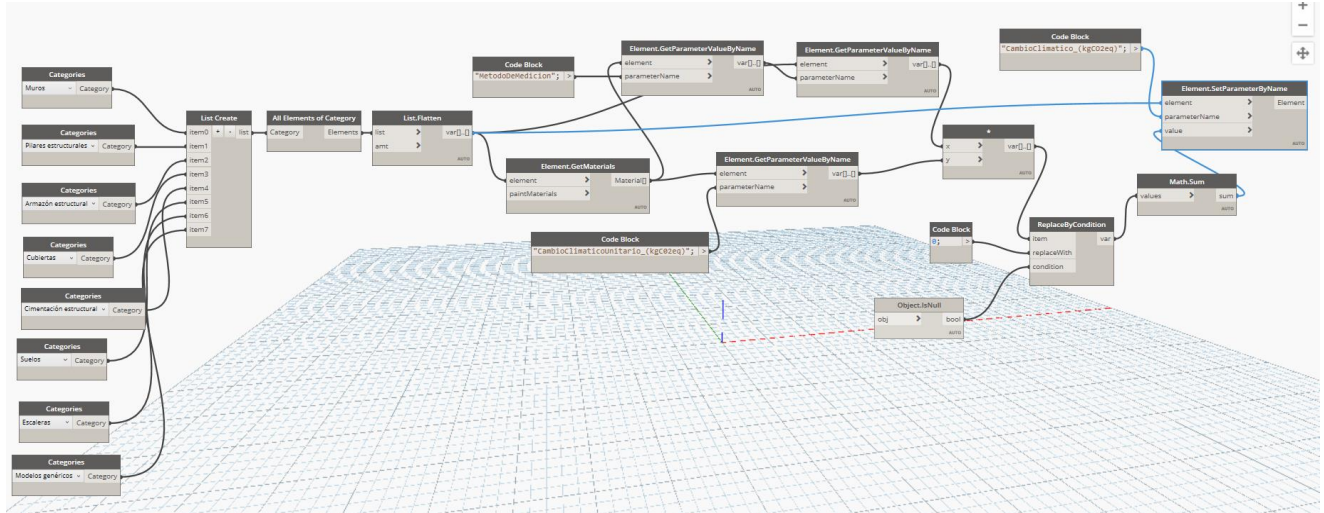 Categories
Muros Category
Categories
Pilares estructurales Category
Categories
Armazón estructural Category
Categories
Cubiertas Category
Categories
Cimentación estructural Category
Categories
Suelos Category
Categories
Escaleras Category
Categories
Modelos genéricos Category
List Create
item0 + - list
item1
item2
item3
item4
item5
item6
item7
All Elements of Category
Category Elements
List.Flatten
list > var[]..[]
amt >
AUTO
Code Block
"MetodoDeMedicion"; >
Element.GetParameterValueByName
element > var[]..[]
parameterName >
AUTO
Element.GetParameterValueByName
element > var[]..[]
parameterName >
AUTO
Element.GetMaterials
element > Material[]
paintMaterials >
AUTO
Code Block
"CambioClimaticoUnitario_(kgCO2eq)"; >
Element.GetParameterValueByName
element > var[]..[]
parameterName >
AUTO
*
x > var[]..[]
y >
AUTO
Code Block
0; >
Object.IsNull
obj > bool
AUTO
ReplaceByCondition
item var
replaceWith
condition
Math.Sum
values > sum
AUTO
Code Block
"CambioClimatico_(kgCO2eq)"; >
Element.SetParameterByName
element > Element
parameterName >
value >
AUTO
+
−